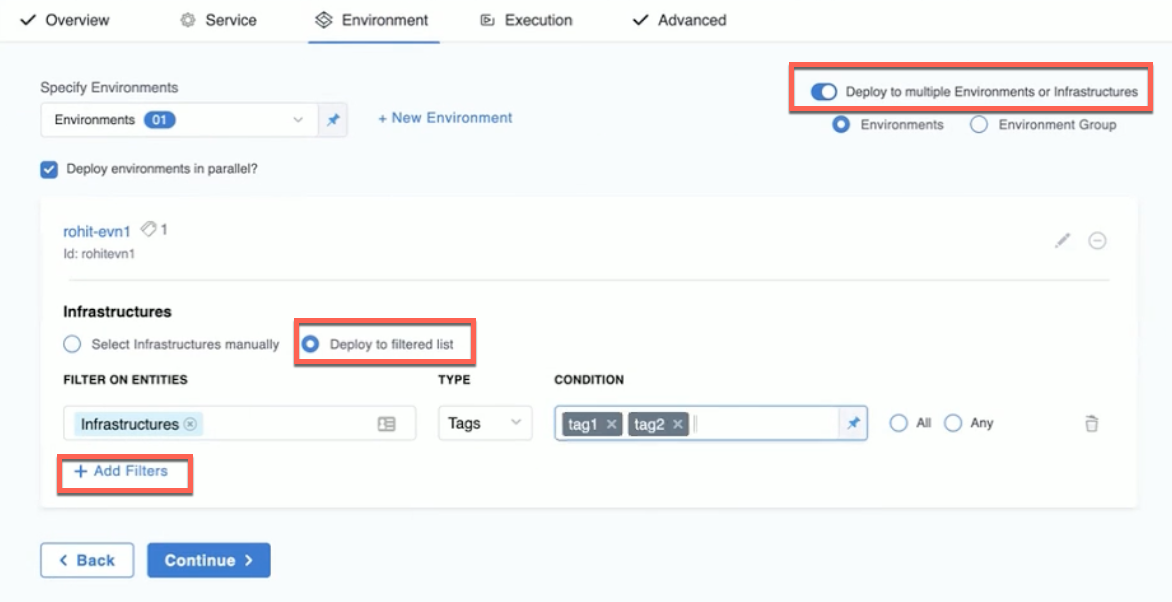 Overview Service Environment Execution Advanced
Specify Environments
Deploy to multiple Environments or Infrastructures
Environments 01
+ New Environment
Environments Environment Group
Deploy environments in parallel?
rohit-evn1 1
Id: rohitevn1
Infrastructures
Select Infrastructures manually Deploy to filtered list
FILTER ON ENTITIES TYPE CONDITION
Infrastructures Tags tag1 tag2 All Any
+ Add Filters
< Back Continue >